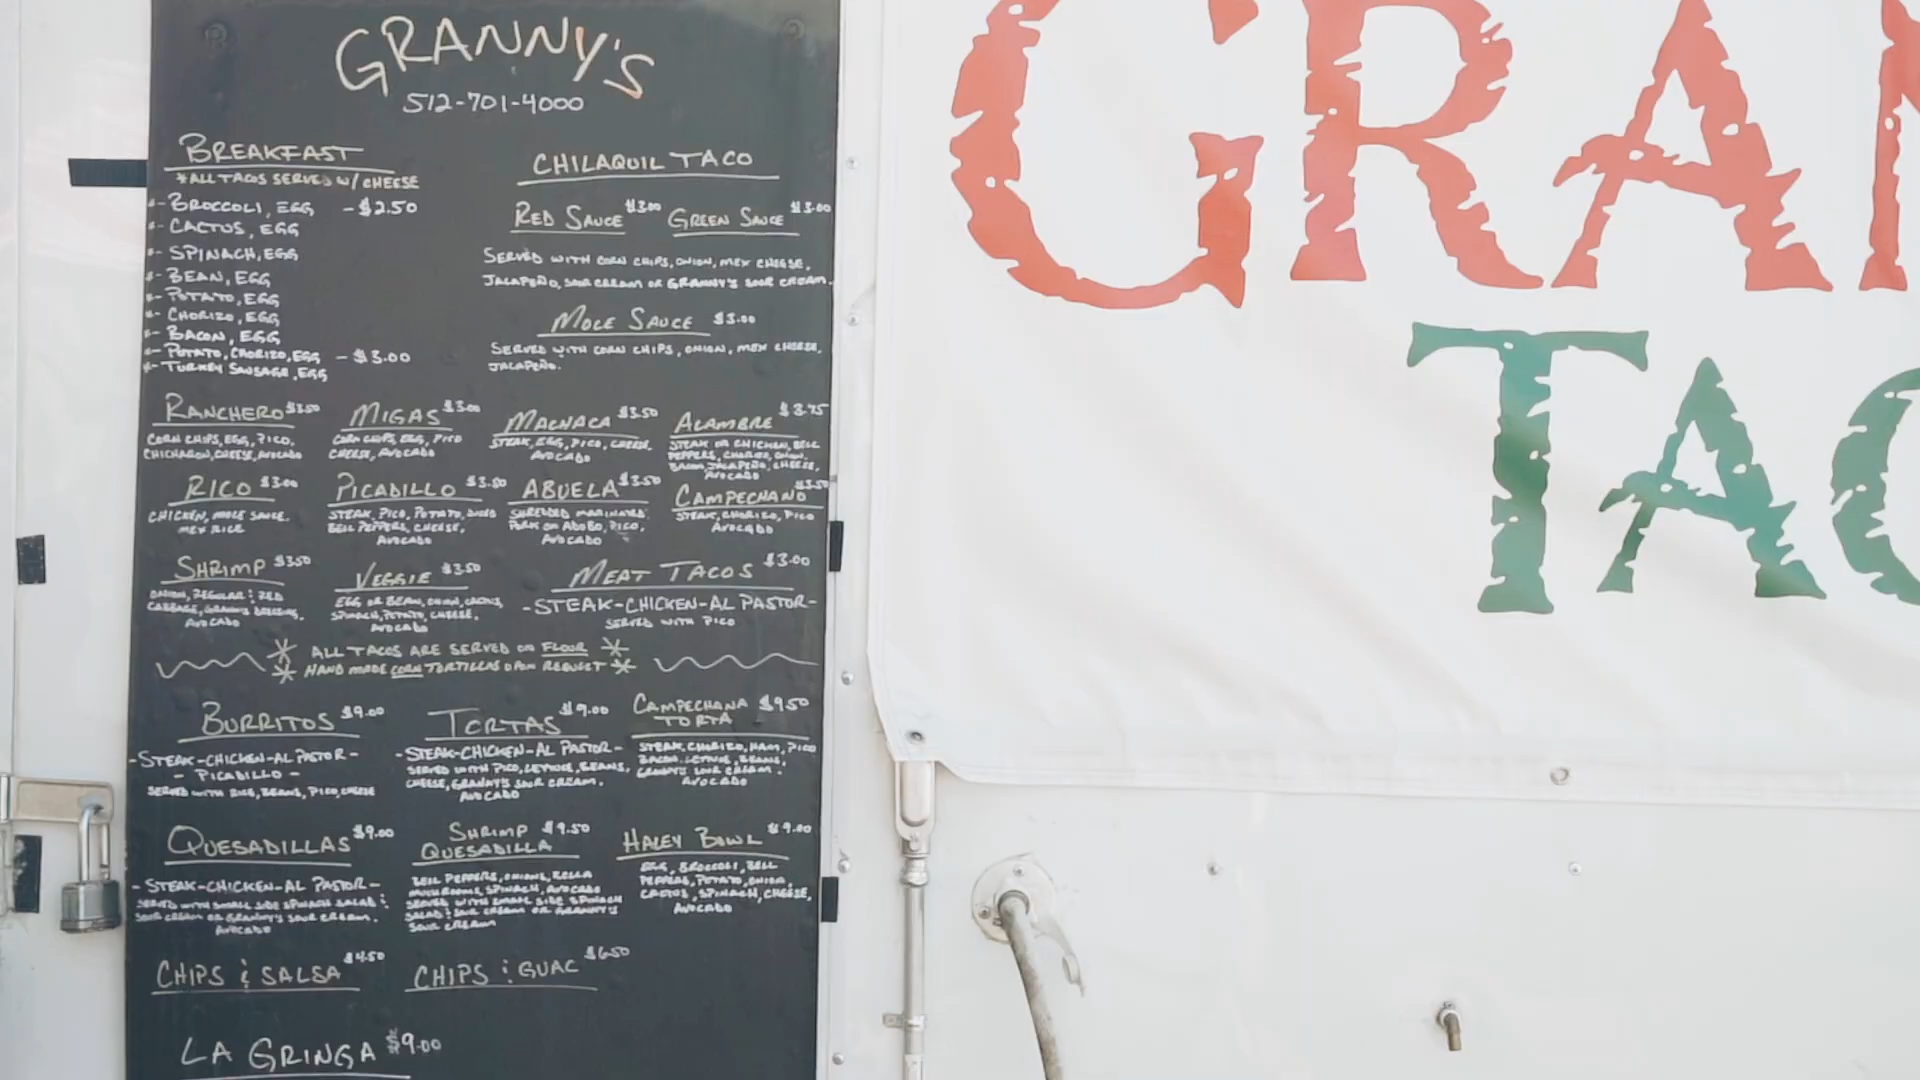 GRANNY'S
512-701-4000
BREAKFAST
*ALL TACOS SERVED W/ CHEESE
- BROCCOLI, EGG - $2.50
- CACTUS, EGG
- SPINACH, EGG
- BEAN, EGG
- POTATO, EGG
- CHORIZO, EGG
- BACON, EGG
- POTATO, CHORIZO, EGG - $3.00
- TURKEY SAUSAGE, EGG
CHILAQUIL TACO
RED SAUCE $3.00 GREEN SAUCE $3.00
SERVED WITH CORN CHIPS, ONION, MEX CHEESE,
JALAPEÑO, SOUR CREAM OR GRANNY'S SOUR CREAM.
MOLE SAUCE $3.00
SERVED WITH CORN CHIPS, ONION, MEX CHEESE,
JALAPEÑO.
RANCHERO $3.50
CORN CHIPS, EGG, PICO,
CHICHARON, CHEESE, AVOCADO
MIGAS $3.00
CORN CHIPS, EGG, PICO
CHEESE, AVOCADO
MACHACA $3.50
STEAK, EGG, PICO, CHEESE,
AVOCADO
ALAMBRE $3.75
STEAK OR CHICKEN, BELL
PEPPERS, CHORIZO, ONION,
BACON, JALAPEÑO, CHEESE,
AVOCADO
RICO $3.00
CHICKEN, MOLE SAUCE.
MEX RICE
PICADILLO $3.50
STEAK, PICO, POTATO, DICED
BELL PEPPERS, CHEESE,
AVOCADO
ABUELA $3.50
SHREDDED MARINATED
PORK ON ADOBO, PICO,
AVOCADO
CAMPECHANO $3.50
STEAK, CHORIZO, PICO
AVOCADO
SHRIMP $3.50
ONION, REGULAR & RED
CABBAGE, GRANNY'S DRESSING,
AVOCADO
VEGGIE $3.50
EGG OR BEAN, ONION, CACTUS,
SPINACH, POTATO, CHEESE,
AVOCADO
MEAT TACOS $3.00
-STEAK-CHICKEN-AL PASTOR-
SERVED WITH PICO
* ALL TACOS ARE SERVED ON FLOUR *
* HAND MADE CORN TORTILLAS UPON REQUEST *
BURRITOS $9.00
-STEAK-CHICKEN-AL PASTOR-
- PICADILLO -
SERVED WITH RICE, BEANS, PICO, CHEESE
TORTAS $9.00
-STEAK-CHICKEN-AL PASTOR-
SERVED WITH PICO, LETTUCE, BEANS,
CHEESE, GRANNY'S SOUR CREAM.
AVOCADO
CAMPECHANA $9.50
TORTA
STEAK, CHORIZO, HAM, PICO
BACON, LETTUCE, BEANS,
GRANNY'S SOUR CREAM.
AVOCADO
QUESADILLAS $9.00
-STEAK-CHICKEN-AL PASTOR-
SERVED WITH SMALL SIDE SPINACH SALAD &
SOUR CREAM OR GRANNY'S SOUR CREAM.
AVOCADO
SHRIMP $9.50
QUESADILLA
BELL PEPPERS, ONIONS, BELLA
MUSHROOMS, SPINACH, AVOCADO
SERVED WITH SMALL SIDE SPINACH
SALAD & SOUR CREAM OR GRANNY'S
SOUR CREAM
HALEY BOWL $9.00
EGG, BROCCOLI, BELL
PEPPERS, POTATO, ONION,
CACTUS, SPINACH, CHEESE,
AVOCADO
CHIPS & SALSA $4.50
CHIPS & GUAC $6.50
LA GRINGA $9.00
GRAN
TAC